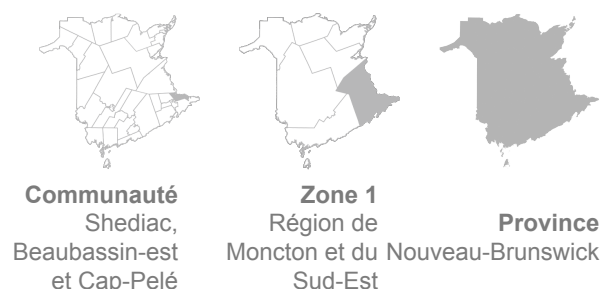 Communauté
Shediac,
Beaubassin-est
et Cap-Pelé
Zone 1
Région de
Moncton et du
Sud-Est
Province
Nouveau-Brunswick